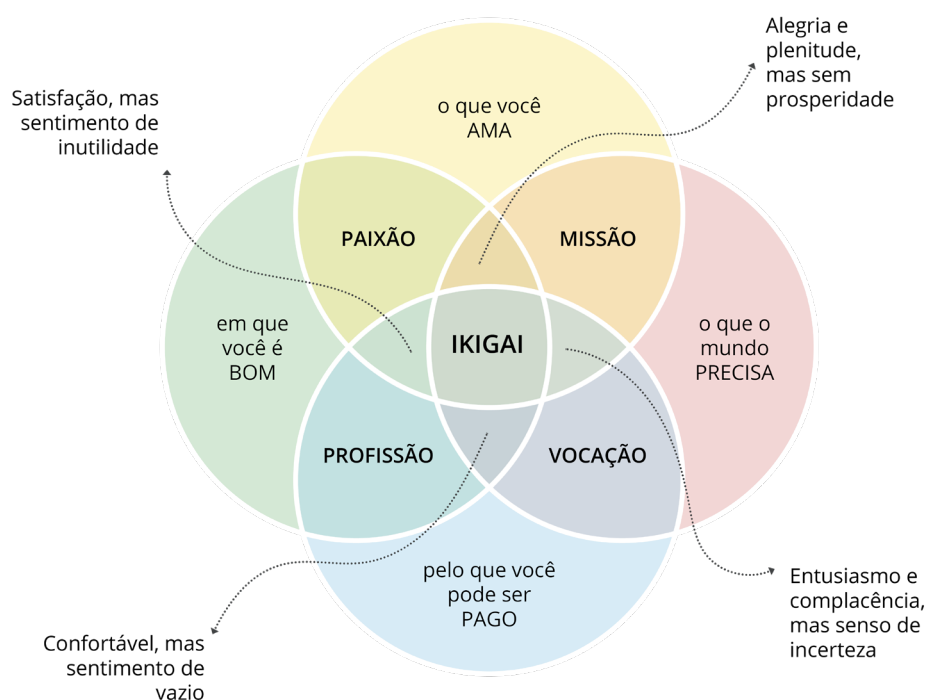 Alegria e
plenitude,
mas sem
prosperidade
Satisfação, mas
sentimento de
inutilidade
o que você
AMA
PAIXÃO
MISSÃO
em que
você é
BOM
IKIGAI
o que o
mundo
PRECISA
PROFISSÃO
VOCAÇÃO
pelo que você
pode ser
PAGO
Entusiasmo e
complacência,
mas senso de
incerteza
Confortável, mas
sentimento de
vazio